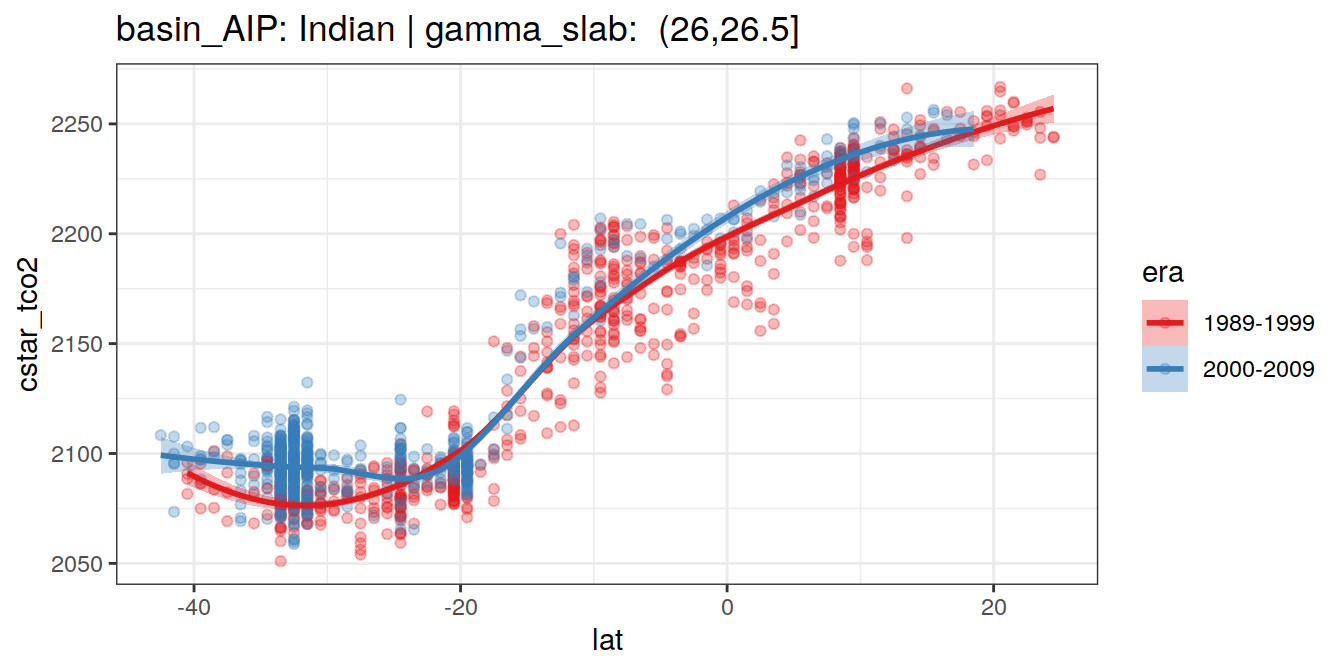 basin_AIP: Indian | gamma_slab:  (26,26.5]
cstar_tco2
2250
2200
2150
2100
2050
-40
-20
0
20
lat
era
1989-1999
2000-2009